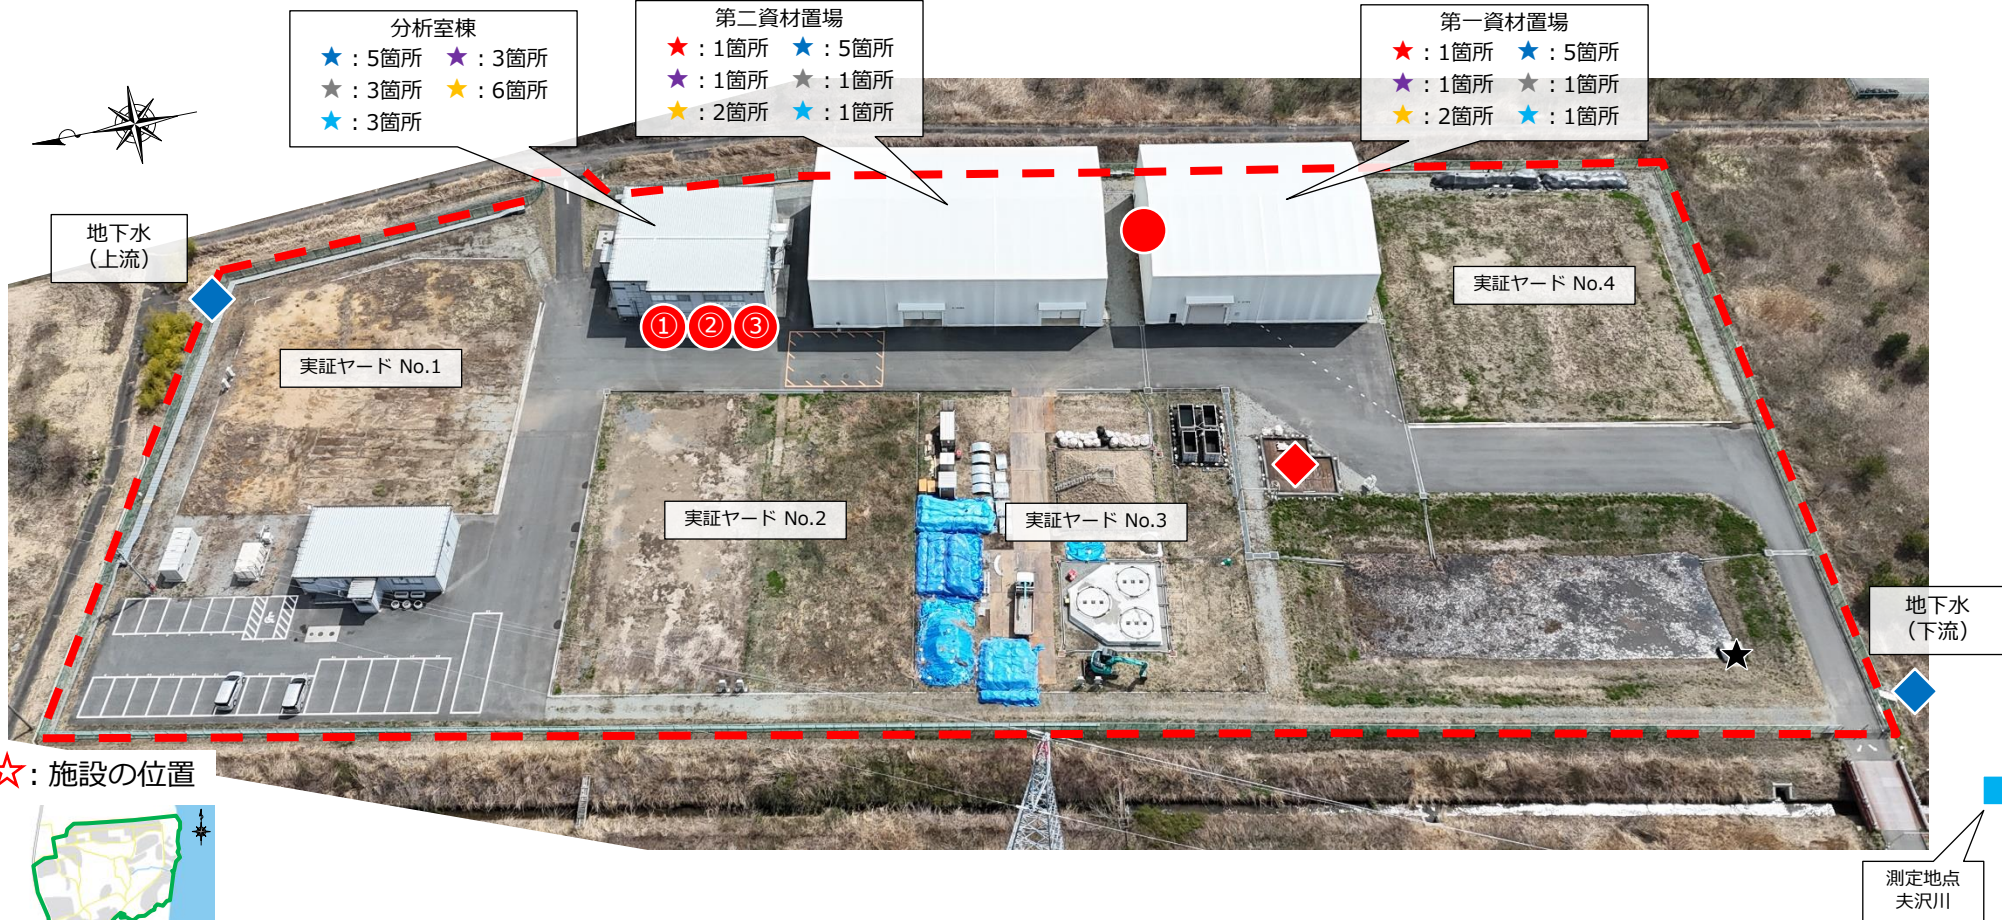 分析室棟
★：5箇所 ★：3箇所
★：3箇所 ★：6箇所
★：3箇所
第二資材置場
★：1箇所 ★：5箇所
★：1箇所 ★：1箇所
★：2箇所 ★：1箇所
第一資材置場
★：1箇所 ★：5箇所
★：1箇所 ★：1箇所
★：2箇所 ★：1箇所
地下水
（上流）
実証ヤード No.4
① ② ③
実証ヤード No.1
実証ヤード No.2
実証ヤード No.3
地下水
（下流）
☆：施設の位置
測定地点
夫沢川